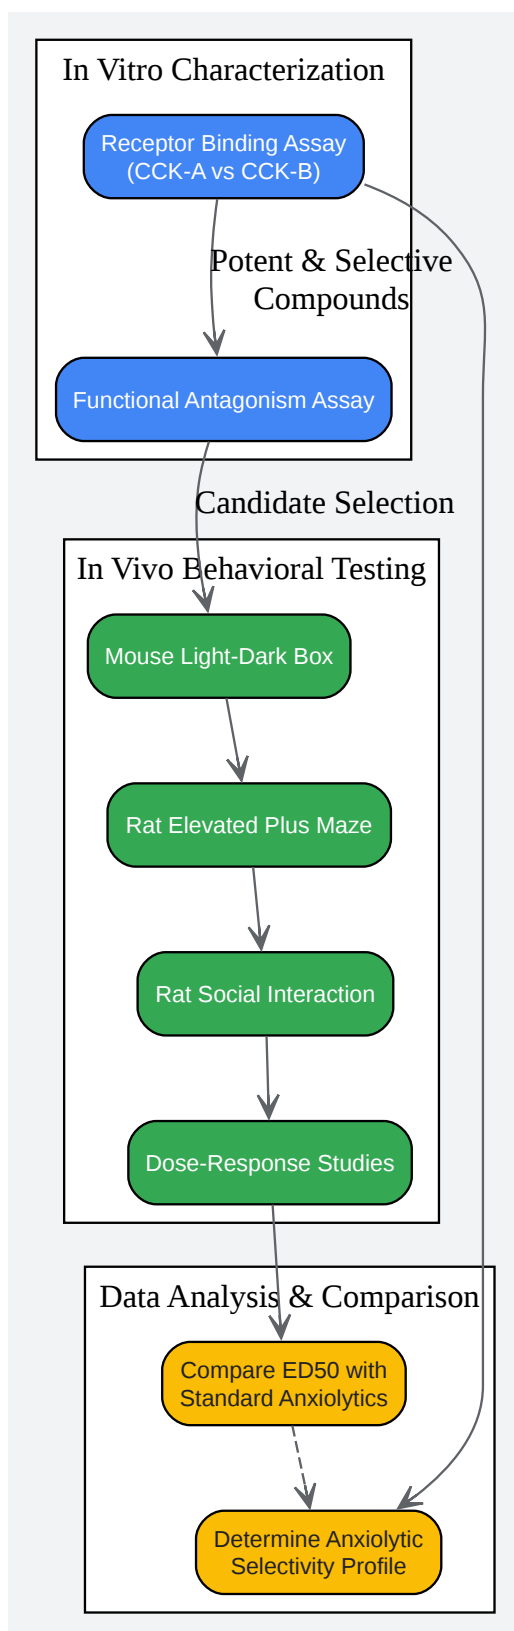 In Vitro Characterization
Receptor Binding Assay
(CCK-A vs CCK-B)
Potent & Selective
Compounds
Functional Antagonism Assay
Candidate Selection
In Vivo Behavioral Testing
Mouse Light-Dark Box
Rat Elevated Plus Maze
Rat Social Interaction
Dose-Response Studies
Data Analysis & Comparison
Compare ED50 with
Standard Anxiolytics
Determine Anxiolytic
Selectivity Profile